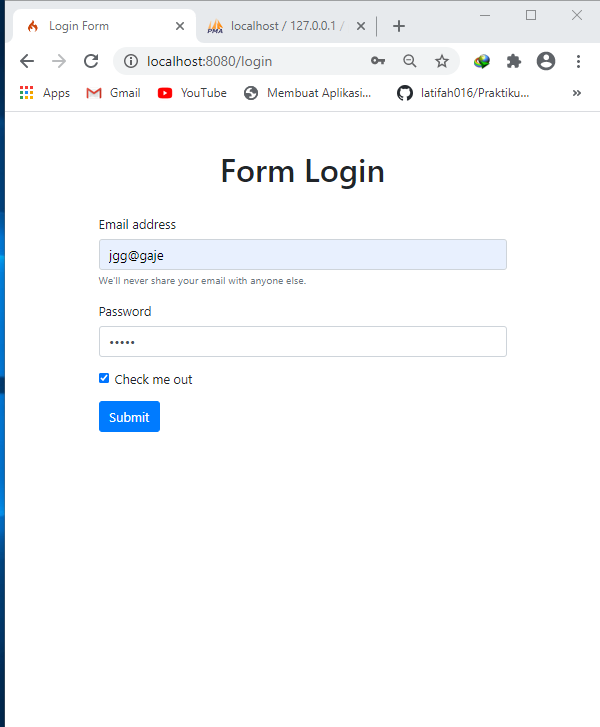 Login Form
localhost / 127.0.0.1 /
localhost:8080/login
Apps Gmail YouTube Membuat Aplikasi... latifah016/Praktiku... »
Form Login
Email address
jgg@gaje
We'll never share your email with anyone else.
Password
•••••
Check me out
Submit